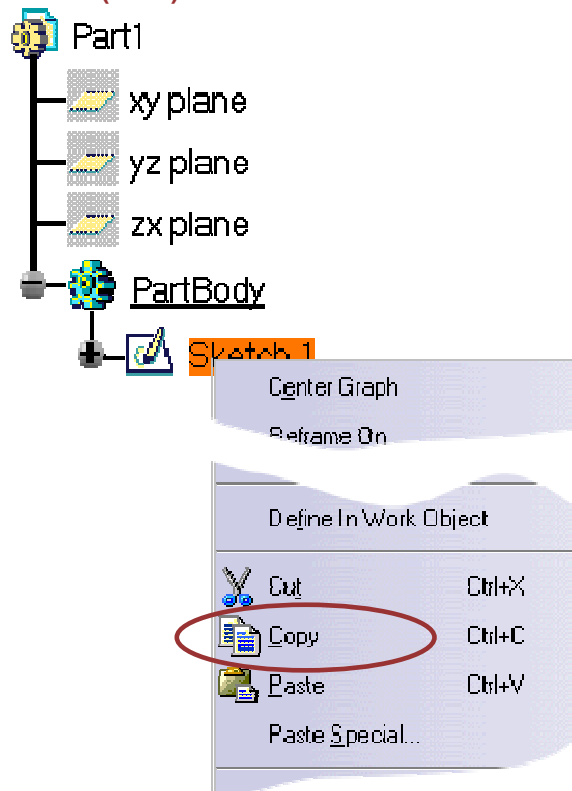 Part1
xy plane
yz plane
zx plane
PartBody
Sketch.1
Center Graph
Reframe On
Define In Work Object
Cut Ctrl+X
Copy Ctrl+C
Paste Ctrl+V
Paste Special...